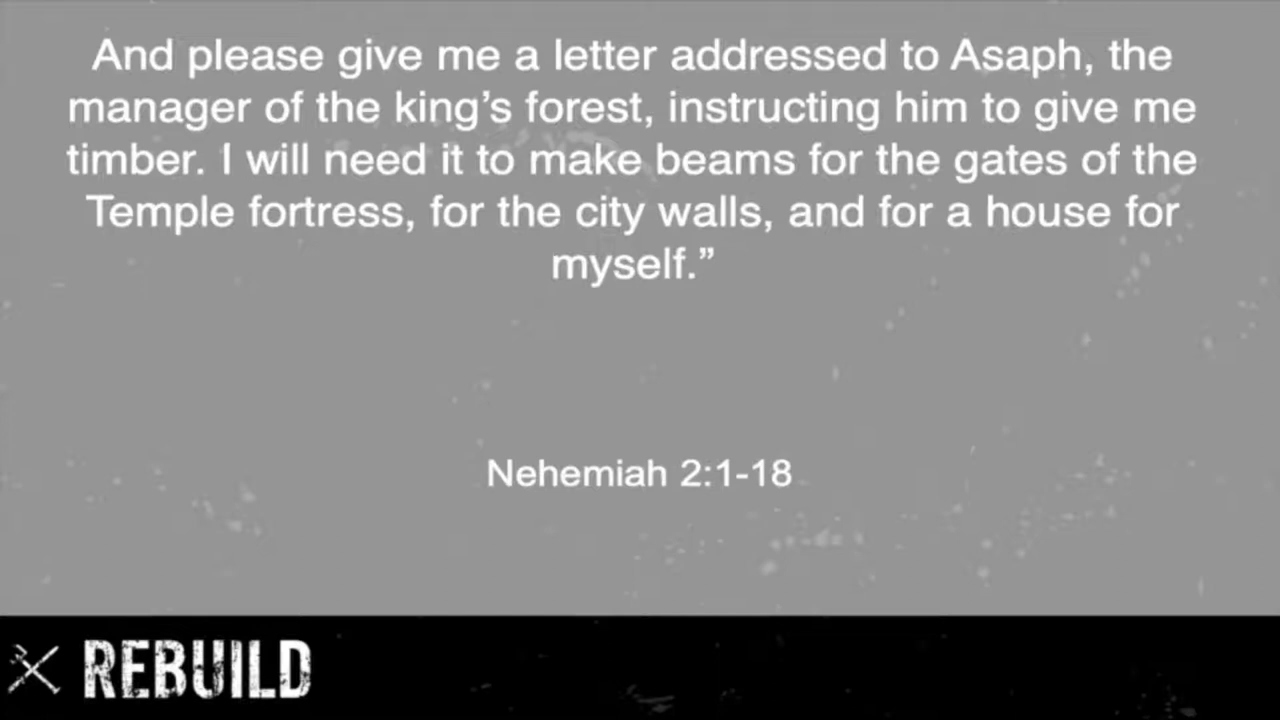 And please give me a letter addressed to Asaph, the
manager of the king’s forest, instructing him to give me
timber. I will need it to make beams for the gates of the
Temple fortress, for the city walls, and for a house for
myself.”
Nehemiah 2:1-18
REBUILD